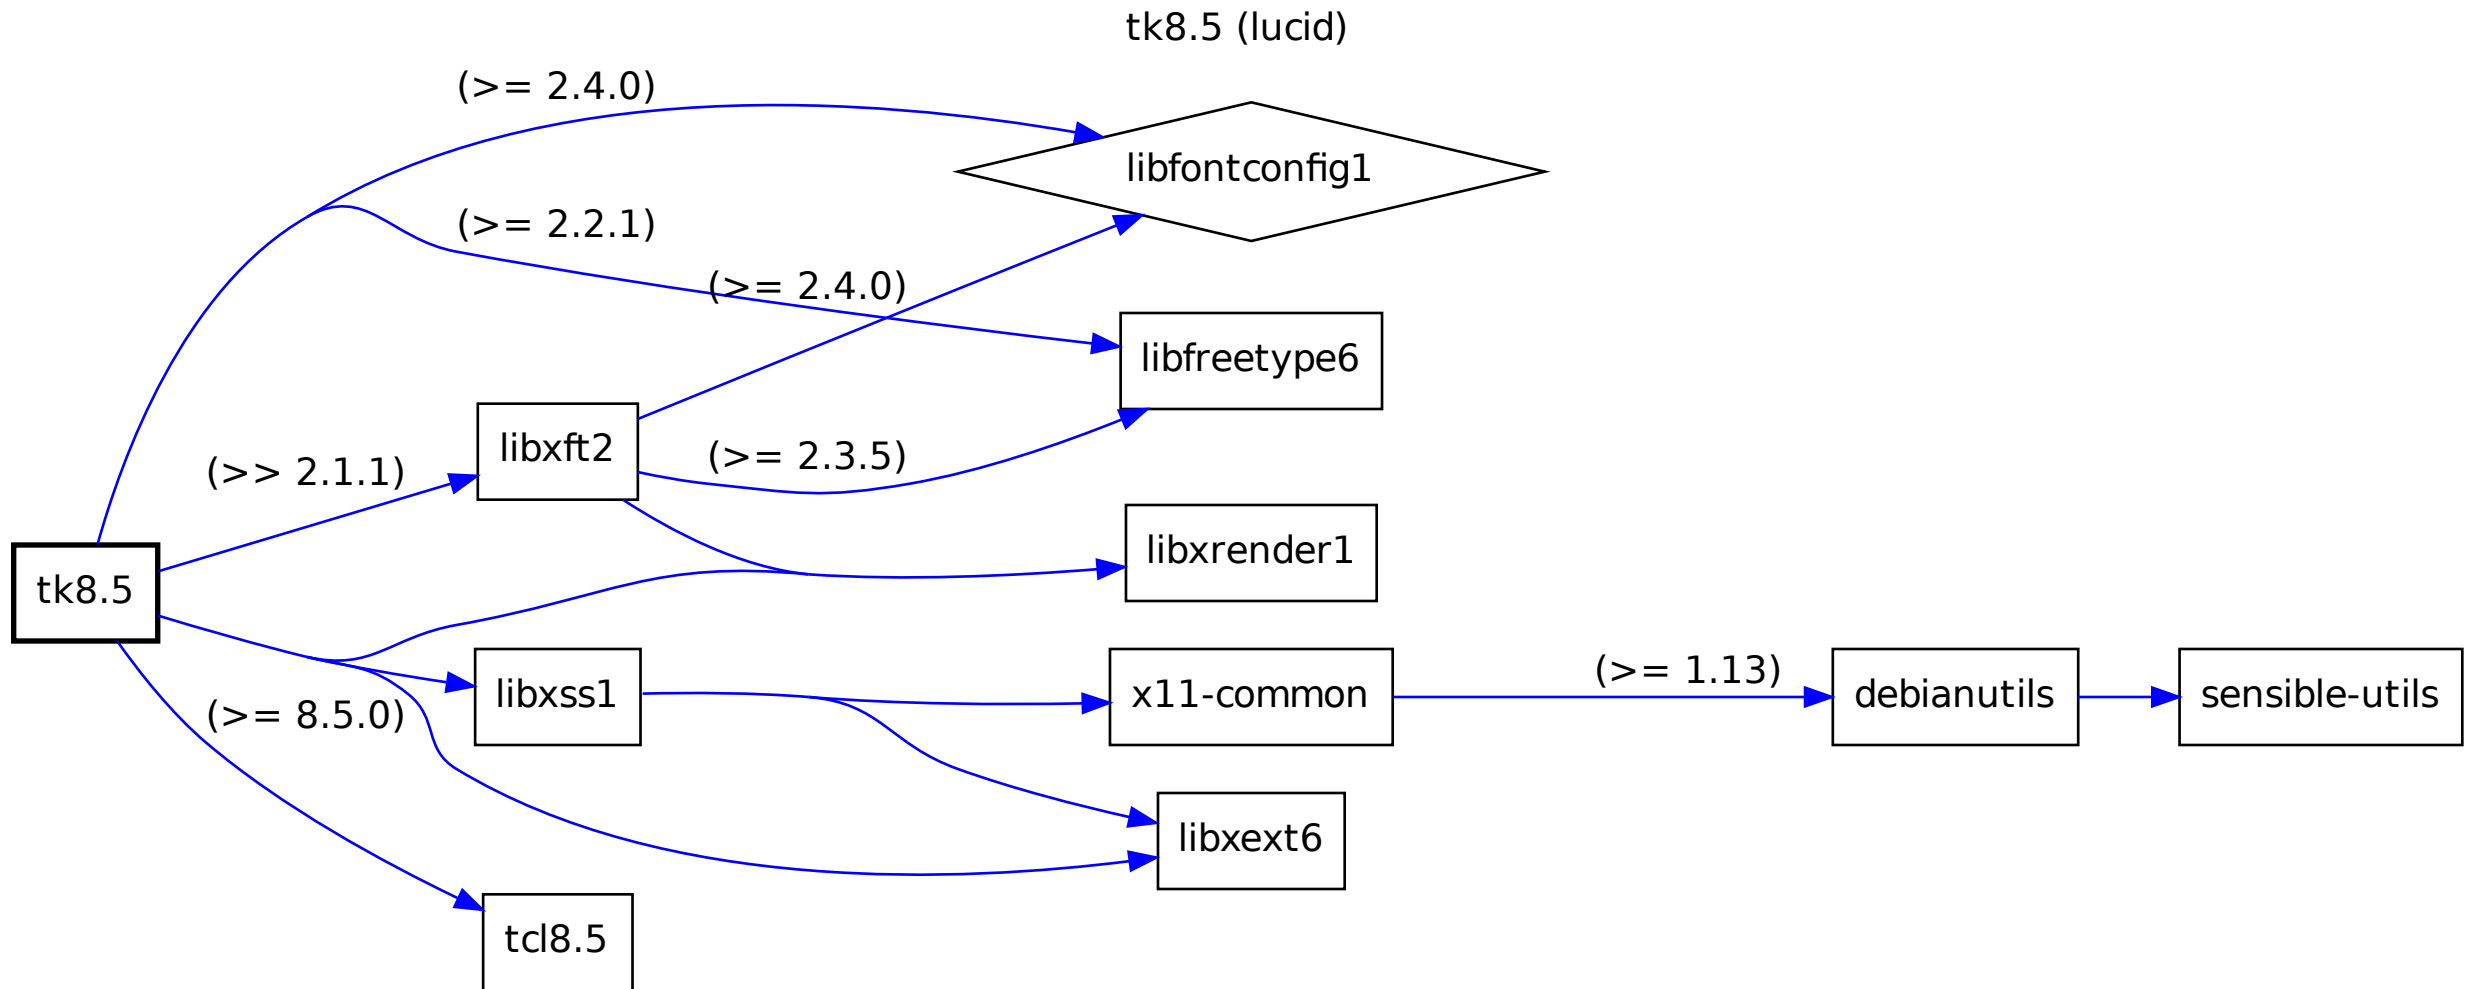 tk8.5 (lucid)
(>= 2.4.0)
libfontconfig1
(>= 2.2.1)
(>= 2.4.0)
libfreetype6
libxft2
(>= 2.3.5)
(>> 2.1.1)
libxrender1
tk8.5
(>= 1.13)
libxss1
x11-common
debianutils
sensible-utils
(>= 8.5.0)
libxext6
tcl8.5